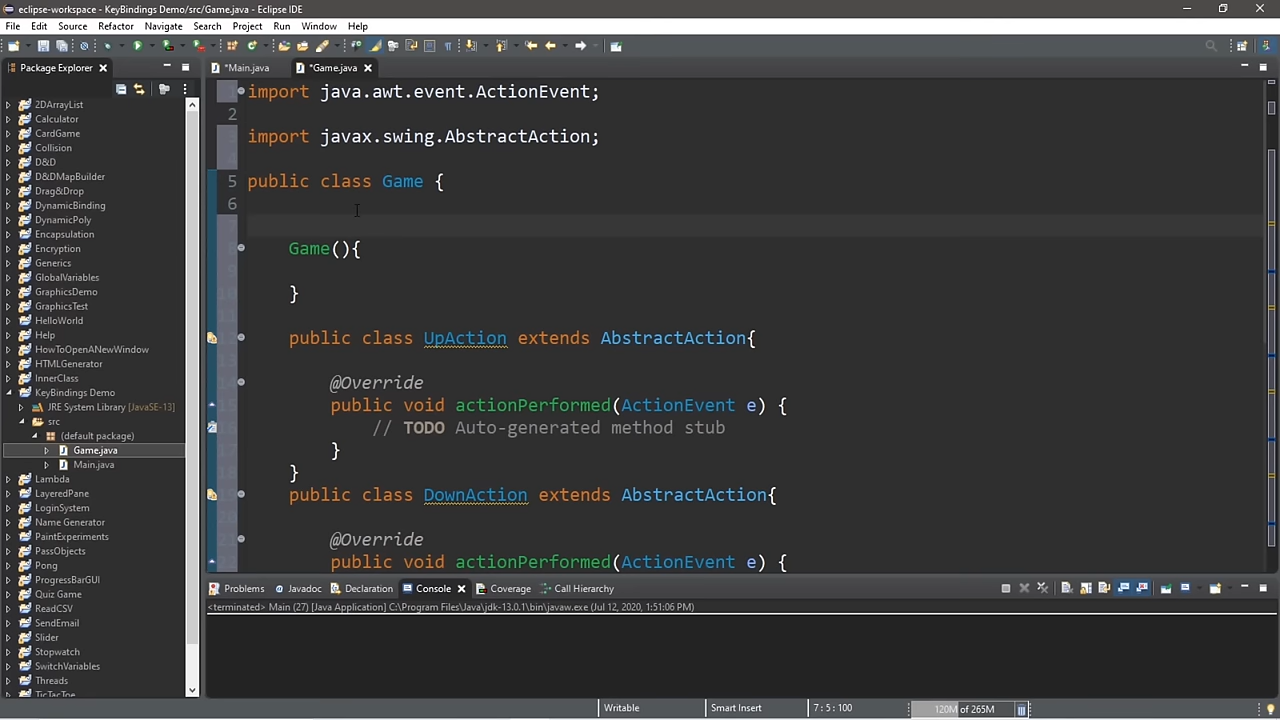 eclipse-workspace - KeyBindings Demo/src/Game.java - Eclipse IDE
File Edit Source Refactor Navigate Search Project Run Window Help
Package Explorer
*Main.java
*Game.java
2DArrayList
Calculator
CardGame
Collision
D&D
D&DMapBuilder
Drag&Drop
DynamicBinding
DynamicPoly
Encapsulation
Encryption
Generics
GlobalVariables
GraphicsDemo
GraphicsTest
HelloWorld
Help
HowToOpenANewWindow
HTMLGenerator
InnerClass
KeyBindings Demo
JRE System Library [JavaSE-13]
src
(default package)
Game.java
Main.java
Lambda
LayeredPane
LoginSystem
Name Generator
PaintExperiments
PassObjects
Pong
ProgressBarGUI
Quiz Game
ReadCSV
SendEmail
Slider
Stopwatch
SwitchVariables
Threads
TicTacToe
import java.awt.event.ActionEvent;
2
import javax.swing.AbstractAction;
5 public class Game {
6
Game(){
}
public class UpAction extends AbstractAction{
@Override
public void actionPerformed(ActionEvent e) {
// TODO Auto-generated method stub
}
}
public class DownAction extends AbstractAction{
@Override
public void actionPerformed(ActionEvent e) {
Problems Javadoc Declaration Console Coverage Call Hierarchy
<terminated> Main (27) [Java Application] C:\Program Files\Java\jdk-13.0.1\bin\javaw.exe (Jul 12, 2020, 1:51:06 PM)
Writable Smart Insert 7 : 5 : 100 120M of 265M